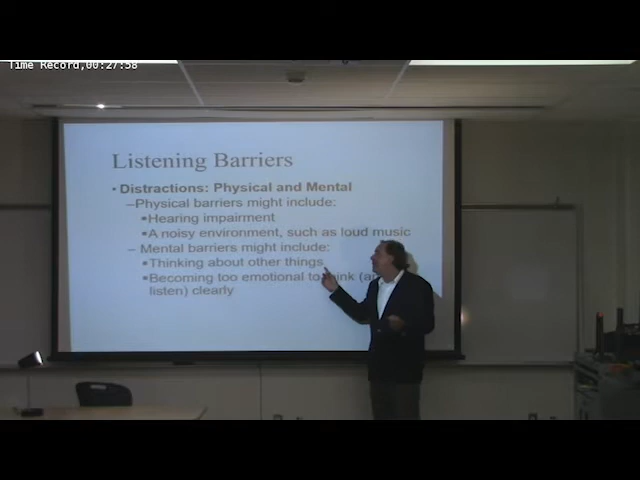 Time Record,00:27:58
Listening Barriers
• Distractions: Physical and Mental
–Physical barriers might include:
▪Hearing impairment
▪A noisy environment, such as loud music
– Mental barriers might include:
▪Thinking about other things
▪Becoming too emotional to think
listen) clearly